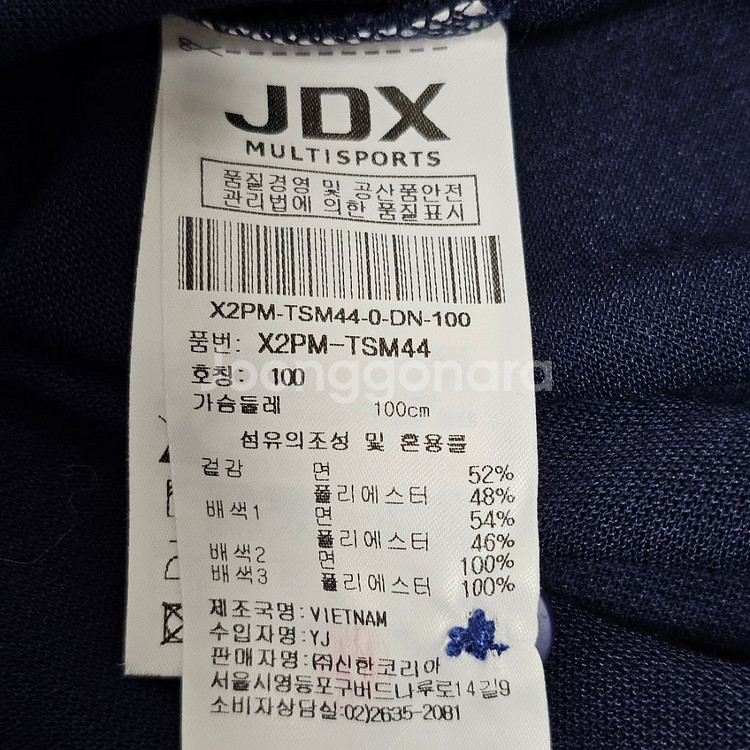 JDX
MULTISPORTS
품질경영 및 공산품안전
관리법에 의한 품질표시
X2PM-TSM44-0-DN-100
품번: X2PM-TSM44
Joonggonara
호칭: 100
가슴둘레 100cm
섬유의조성 및 혼용률
겉감 면 52%
폴리에스터 48%
배색1 면 54%
폴리에스터 46%
배색2 면 100%
배색3 폴리에스터 100%
제조국명:VIETNAM
수입자명:YJ
판매자명:(주)신한코리아
서울시영등포구버드나루로14길9
소비자상담실:02)2635-2081